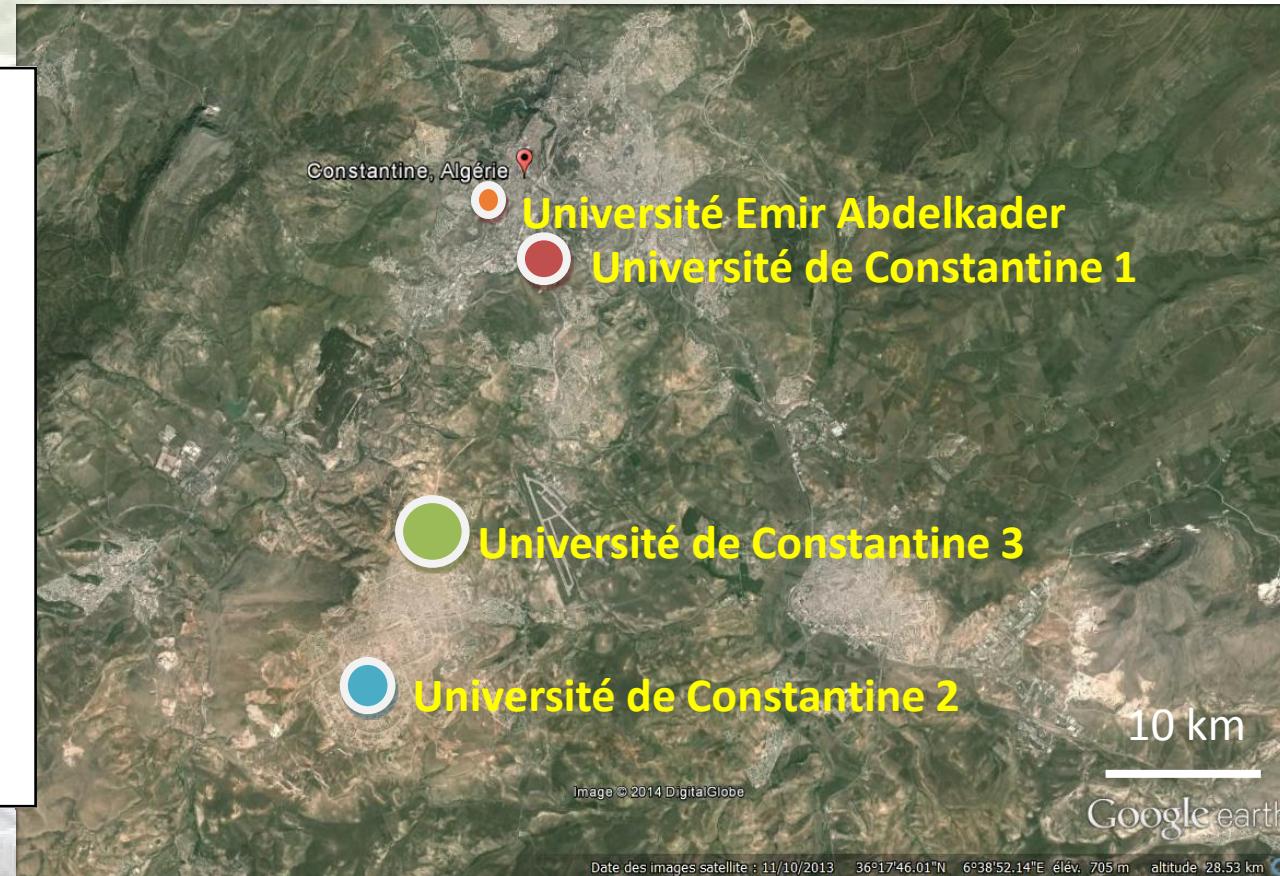 Constantine, Algérie
Université Emir Abdelkader
Université de Constantine 1
Université de Constantine 3
Université de Constantine 2
10 km
Image © 2014 DigitalGlobe
Google earth
Date des images satellite : 11/10/2013 36°17'46.01"N 6°38'52.14"E élév. 705 m altitude 28.53 km